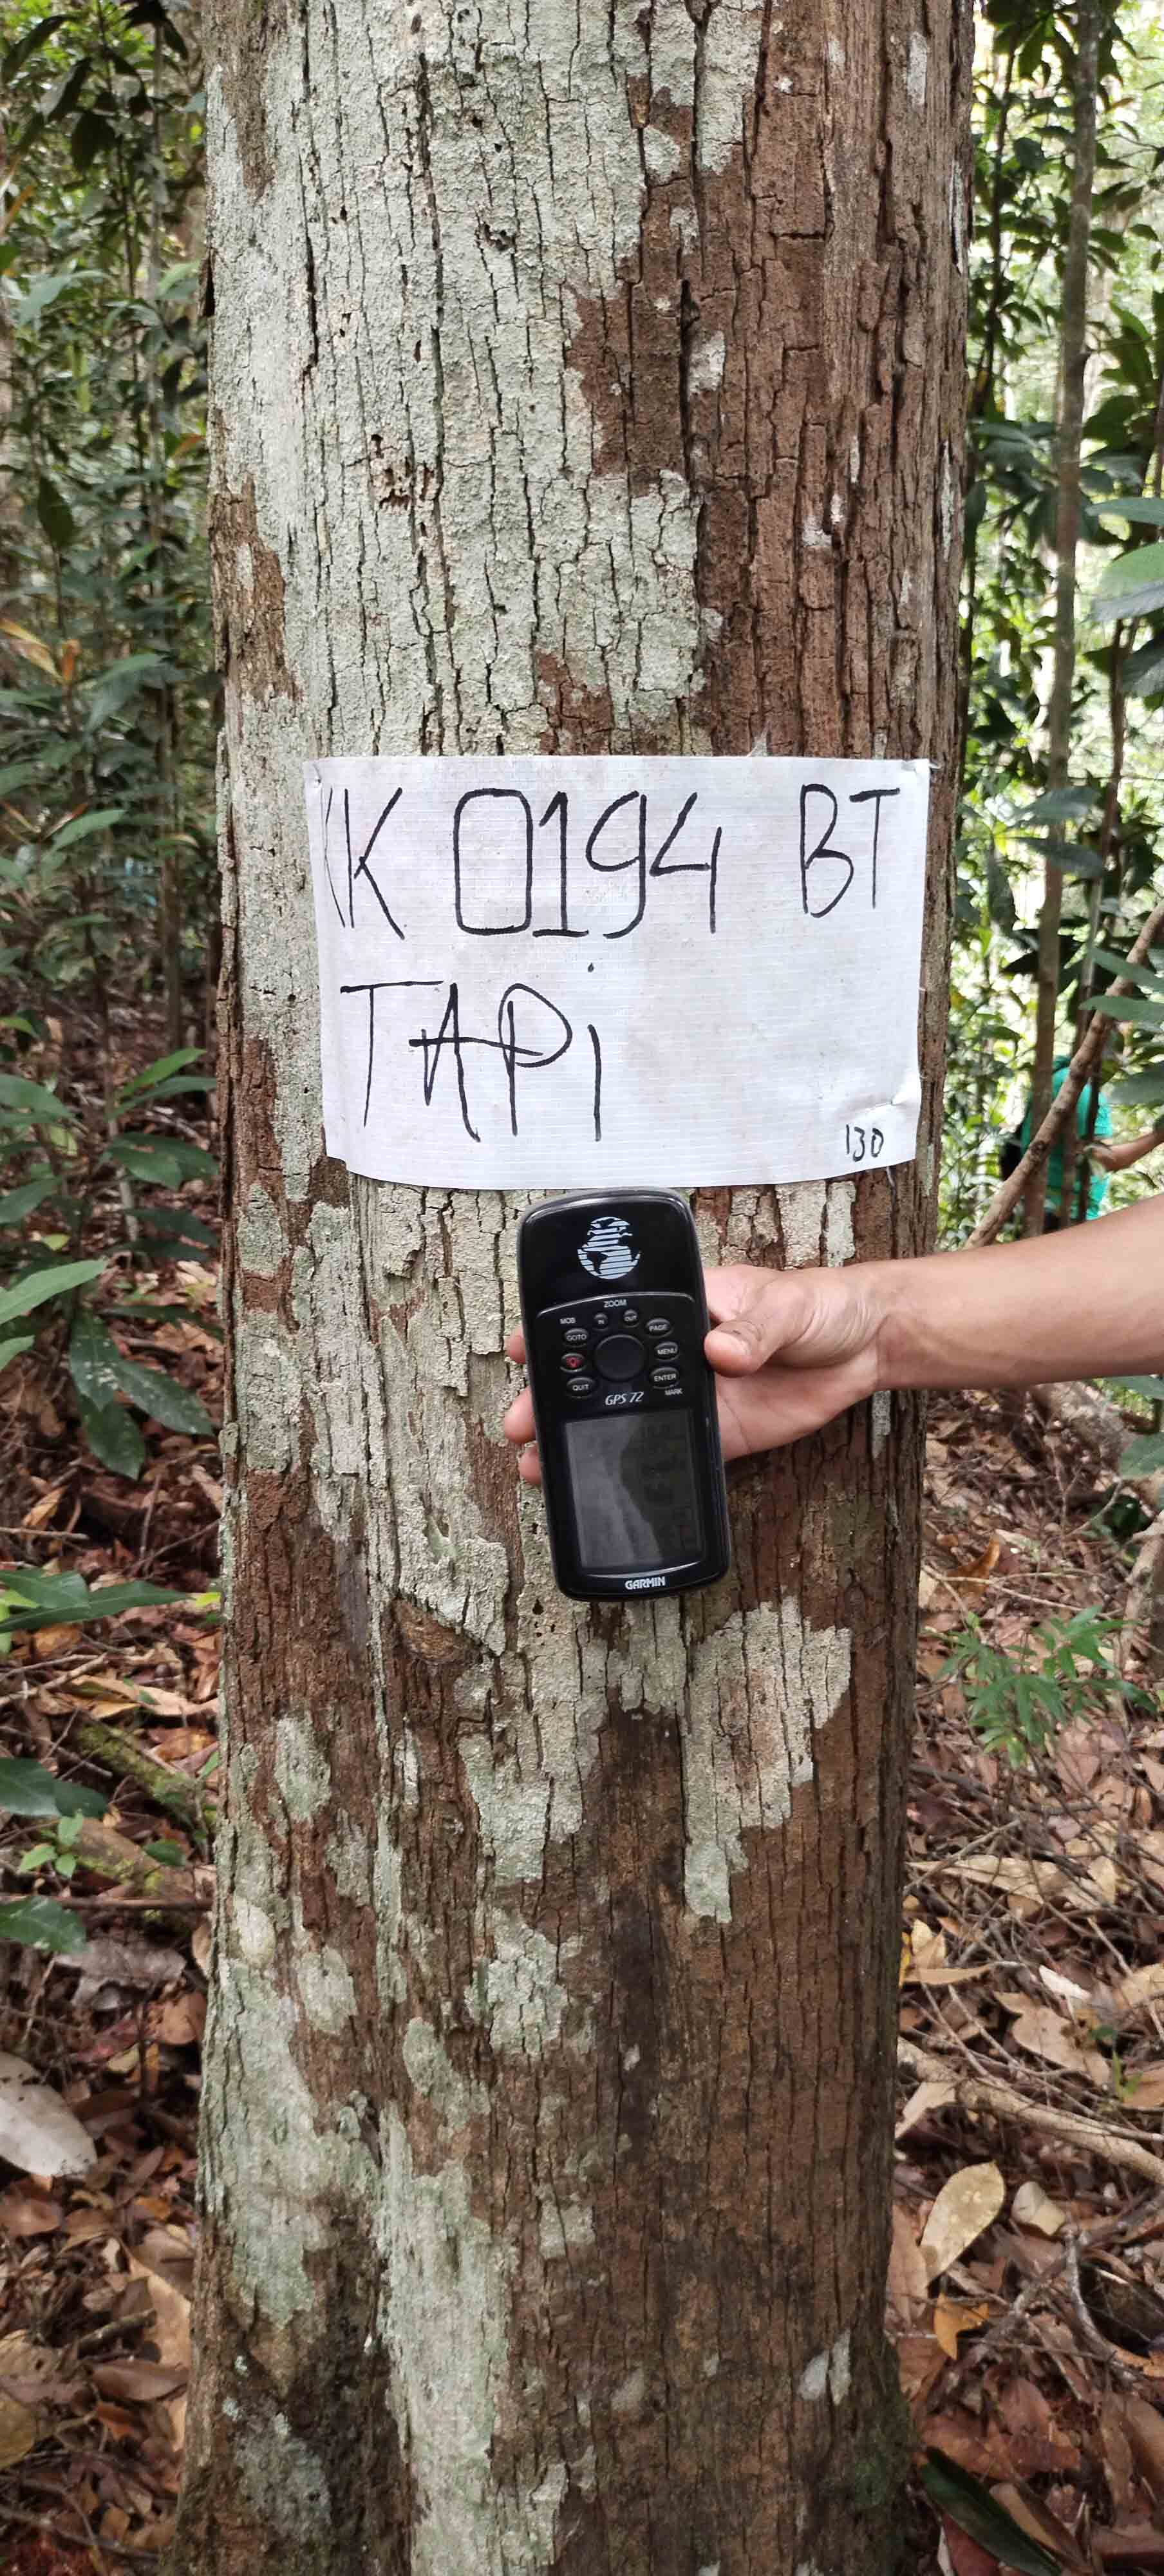 KK 0194 BT
TAPi
130
ZOOM
MOB IN OUT PAGE
GOTO
MENU
QUIT ENTER
GPS 72 MARK
GARMIN